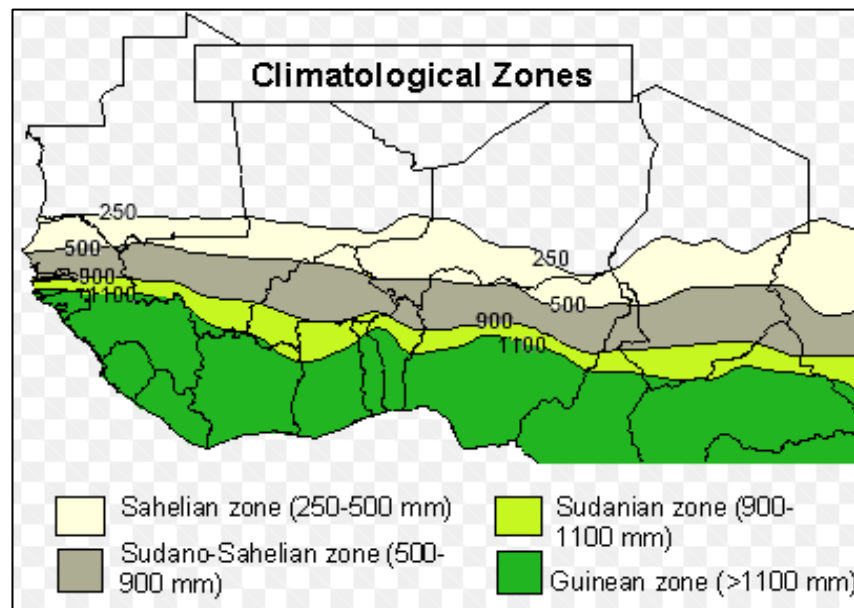 Climatological Zones
250
250
500
500
900
900
1100
1100
Sahelian zone (250-500 mm)
Sudano-Sahelian zone (500-
900 mm)
Sudanian zone (900-
1100 mm)
Guinean zone (>1100 mm)